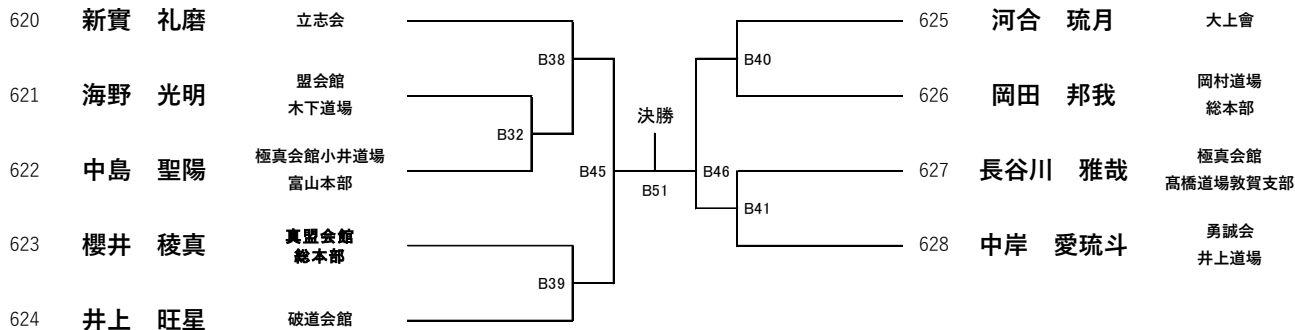 620 新實 礼磨 立志会
B38
621 海野 光明 盟会館
木下道場
B32
622 中島 聖陽 極真会館小井道場
富山本部
B45
623 櫻井 稜真 真盟会館
総本部
B39
624 井上 旺星 破道会館
決勝
B51
625 河合 琉月 大上會
B40
626 岡田 邦我 岡村道場
総本部
B46
627 長谷川 雅哉 極真会館
髙橋道場敦賀支部
B41
628 中岸 愛琉斗 勇誠会
井上道場